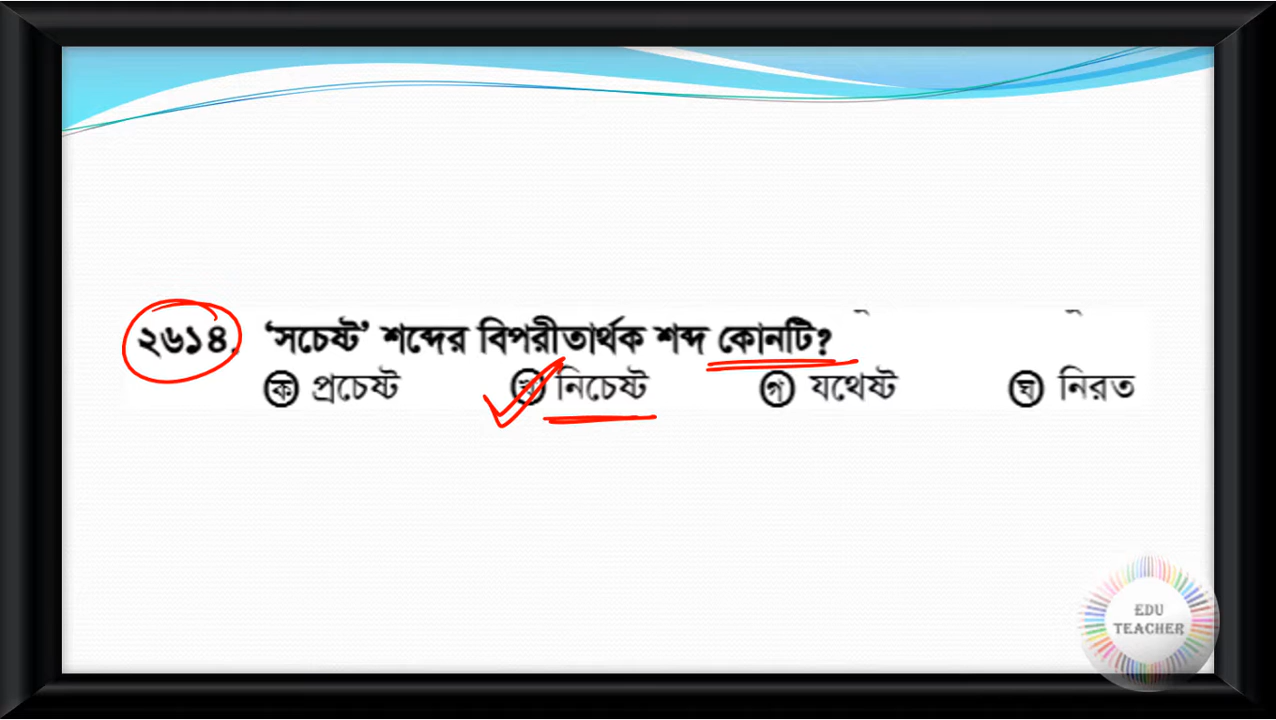 ২৬১৪. ‘সচেষ্ট’ শব্দের বিপরীতার্থক শব্দ কোনটি?
ক প্রচেষ্ট খ নিচেষ্ট গ যথেষ্ট ঘ নিরত
EDU
TEACHER